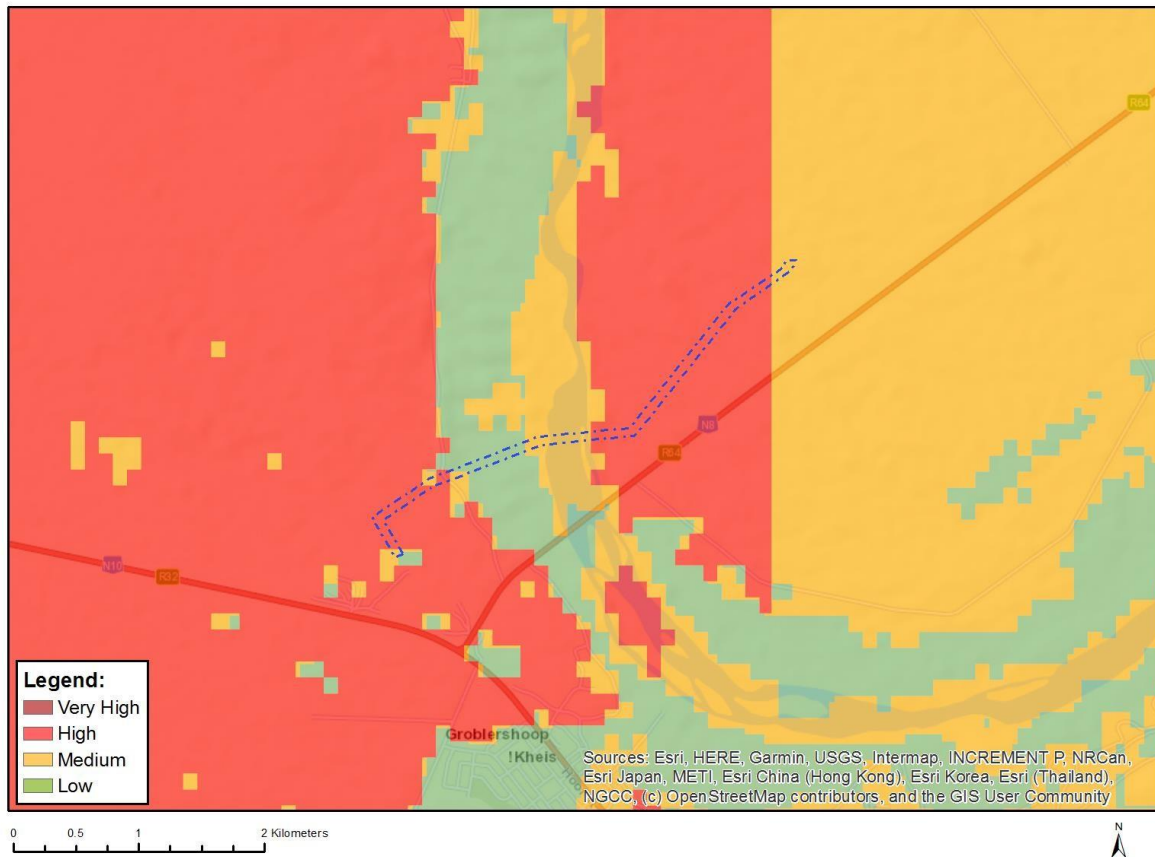 R64
N8
R64
N10
R32
Legend:
Very High
High
Medium
Low
Groblershoop
!Kheis
Sources: Esri, HERE, Garmin, USGS, Intermap, INCREMENT P, NRCan,
Esri Japan, METI, Esri China (Hong Kong), Esri Korea, Esri (Thailand),
NGCC, (c) OpenStreetMap contributors, and the GIS User Community
0 0.5 1 2 Kilometers
N